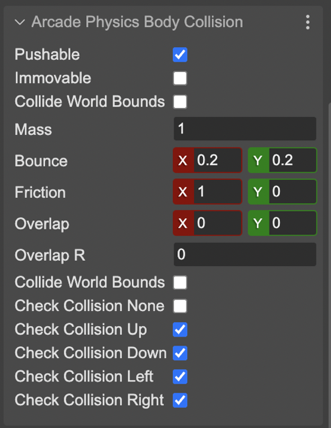 Arcade Physics Body Collision
Pushable
Immovable
Collide World Bounds
Mass 1
Bounce X 0.2 Y 0.2
Friction X 1 Y 0
Overlap X 0 Y 0
Overlap R 0
Collide World Bounds
Check Collision None
Check Collision Up
Check Collision Down
Check Collision Left
Check Collision Right